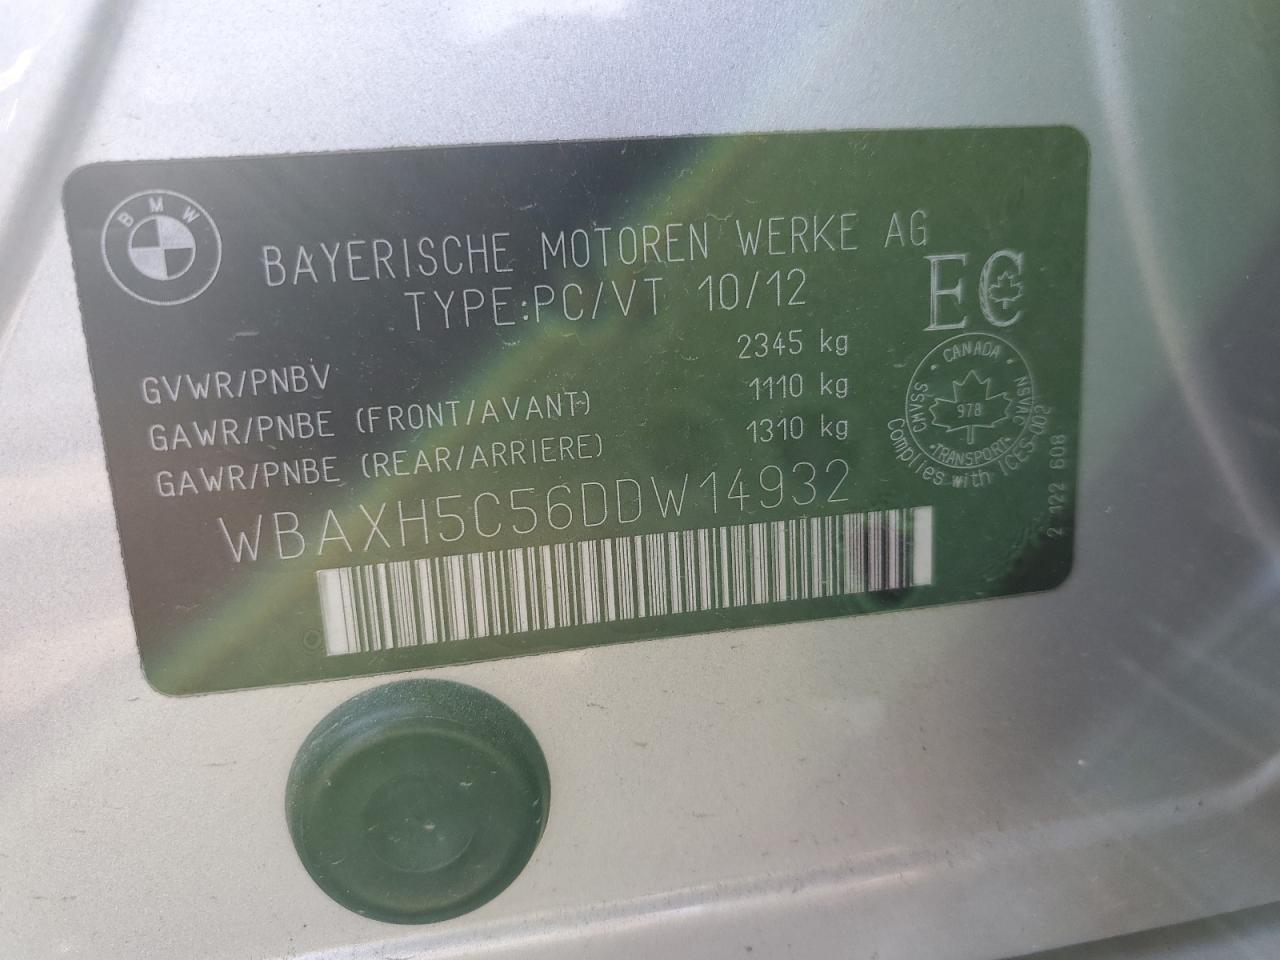 BMW
BAYERISCHE MOTOREN WERKE AG
TYPE:PC/VT 10/12
EC
GVWR/PNBV 2345 kg
GAWR/PNBE (FRONT/AVANT) 1110 kg
GAWR/PNBE (REAR/ARRIERE) 1310 kg
WBAXH5C56DDW14932
· CANADA ·
CMVSS
978
NSVAC
·TRANSPORT·
Complies with ICES-002
2 122 608